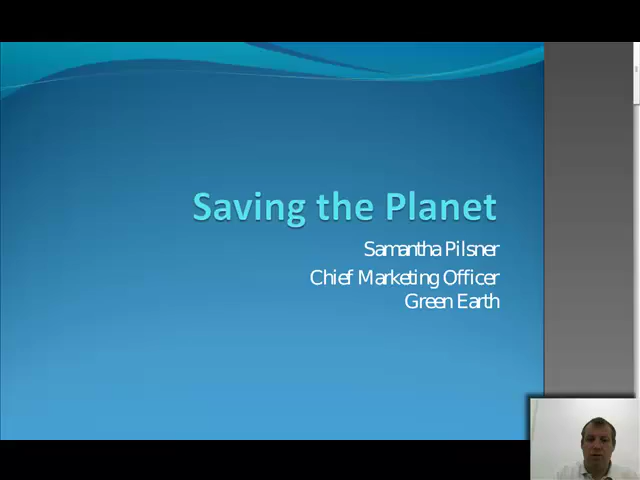 Saving the Planet
Samantha Pilsner
Chief Marketing Officer
Green Earth